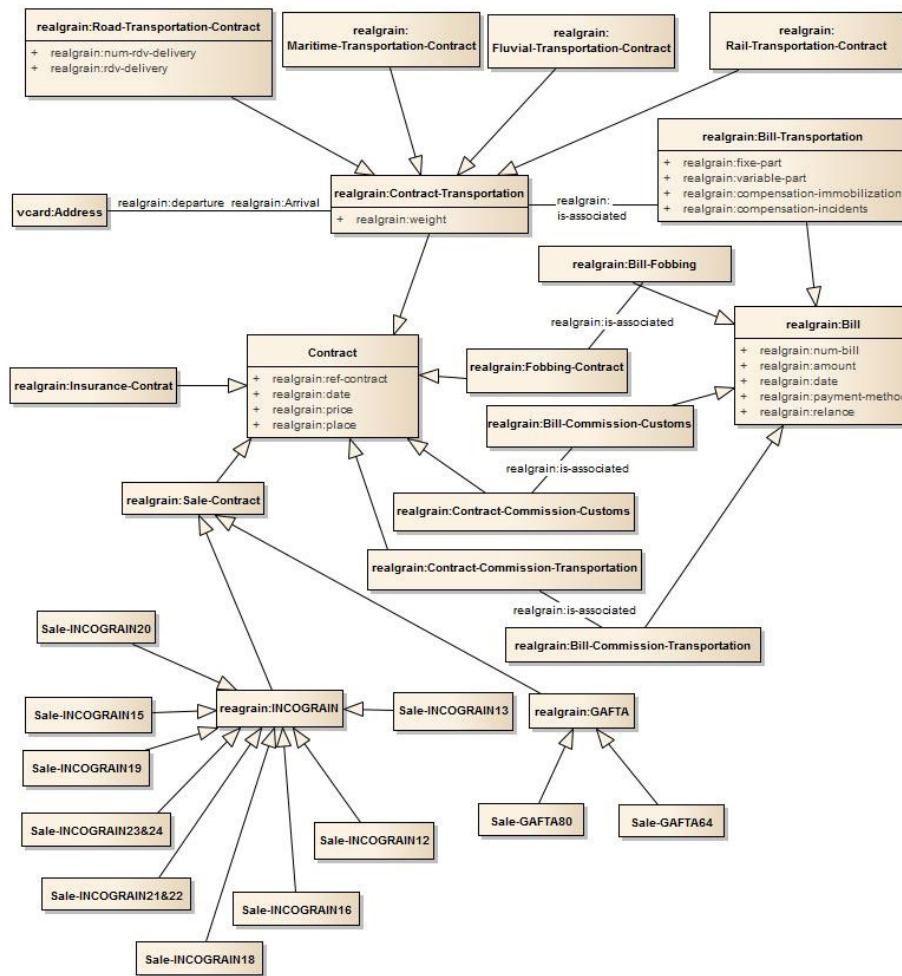 realgrain:Road-Transportation-Contract
+ realgrain:num-rdv-delivery
+ realgrain:rdv-delivery
realgrain:
Maritime-Transportation-Contract
realgrain:
Fluvial-Transportation-Contract
realgrain:
Rail-Transportation-Contract
realgrain:Bill-Transportation
+ realgrain:fixe-part
+ realgrain:variable-part
+ realgrain:compensation-immobilization
+ realgrain:compensation-incidents
realgrain:Contract-Transportation
+ realgrain:weight
vcard:Address
realgrain:departure realgrain:Arrival
realgrain:
is-associated
realgrain:Bill-Fobbing
realgrain:is-associated
realgrain:Bill
+ realgrain:num-bill
+ realgrain:amount
+ realgrain:date
+ realgrain:payment-method
+ realgrain:relance
Contract
+ realgrain:ref-contract
+ realgrain:date
+ realgrain:price
+ realgrain:place
realgrain:Insurance-Contrat
realgrain:Fobbing-Contract
realgrain:Bill-Commission-Customs
realgrain:is-associated
realgrain:Sale-Contract
realgrain:Contract-Commission-Customs
realgrain:Contract-Commission-Transportation
realgrain:is-associated
realgrain:Bill-Commission-Transportation
Sale-INCOGRAIN20
Sale-INCOGRAIN15
reagrain:INCOGRAIN
Sale-INCOGRAIN13
realgrain:GAFTA
Sale-INCOGRAIN19
Sale-INCOGRAIN23&24
Sale-INCOGRAIN12
Sale-GAFTA80
Sale-GAFTA64
Sale-INCOGRAIN21&22
Sale-INCOGRAIN16
Sale-INCOGRAIN18